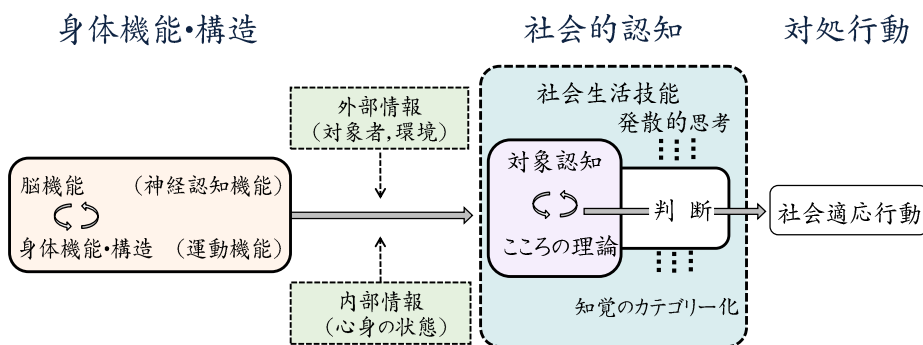 身体機能・構造
社会的認知
対処行動
外部情報
(対象者,環境)
社会生活技能
発散的思考
脳機能 (神経認知機能)
身体機能・構造 (運動機能)
対象認知
こころの理論
判 断
社会適応行動
知覚のカテゴリー化
内部情報
(心身の状態)